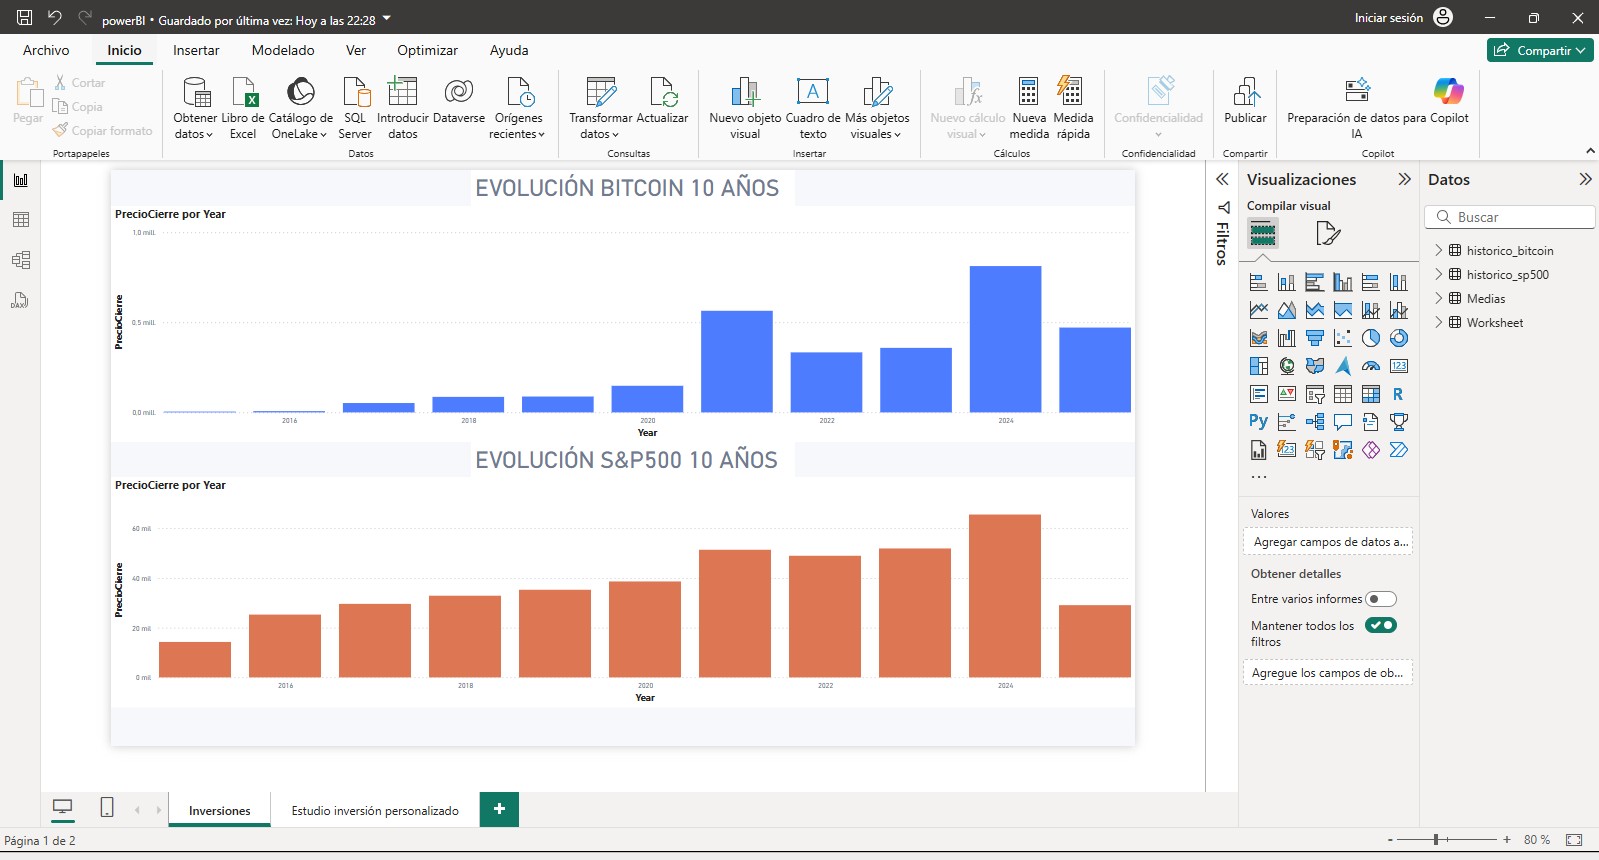 powerBI • Guardado por última vez: Hoy a las 22:28
Iniciar sesión
Archivo Inicio Insertar Modelado Ver Optimizar Ayuda
Compartir
Pegar
Cortar
Copia
Copiar formato
Portapapeles
Obtener datos
Libro de Excel
Catálogo de OneLake
SQL Server
Introducir datos
Dataverse
Orígenes recientes
Datos
Transformar datos
Actualizar
Consultas
Nuevo objeto visual
Cuadro de texto
Más objetos visuales
Insertar
Nuevo cálculo visual
Nueva medida
Medida rápida
Cálculos
Confidencialidad
Confidencialidad
Publicar
Compartir
Preparación de datos para IA
Copilot
Copilot
EVOLUCIÓN BITCOIN 10 AÑOS
PrecioCierre por Year
1.0 mill.
0.5 mill.
0.0 mill.
PrecioCierre
2016 2018 2020 2022 2024
Year
EVOLUCIÓN S&P500 10 AÑOS
PrecioCierre por Year
60 mil
40 mil
20 mil
0 mil
PrecioCierre
2016 2018 2020 2022 2024
Year
Filtros
Visualizaciones
Compilar visual
123
R
Py
123
...
Valores
Agregar campos de datos a...
Obtener detalles
Entre varios informes
Mantener todos los
filtros
Agregue los campos de ob...
Datos
Buscar
historico_bitcoin
historico_sp500
Medias
Worksheet
DAX
Inversiones
Estudio inversión personalizado
+
Página 1 de 2
- + 80 %